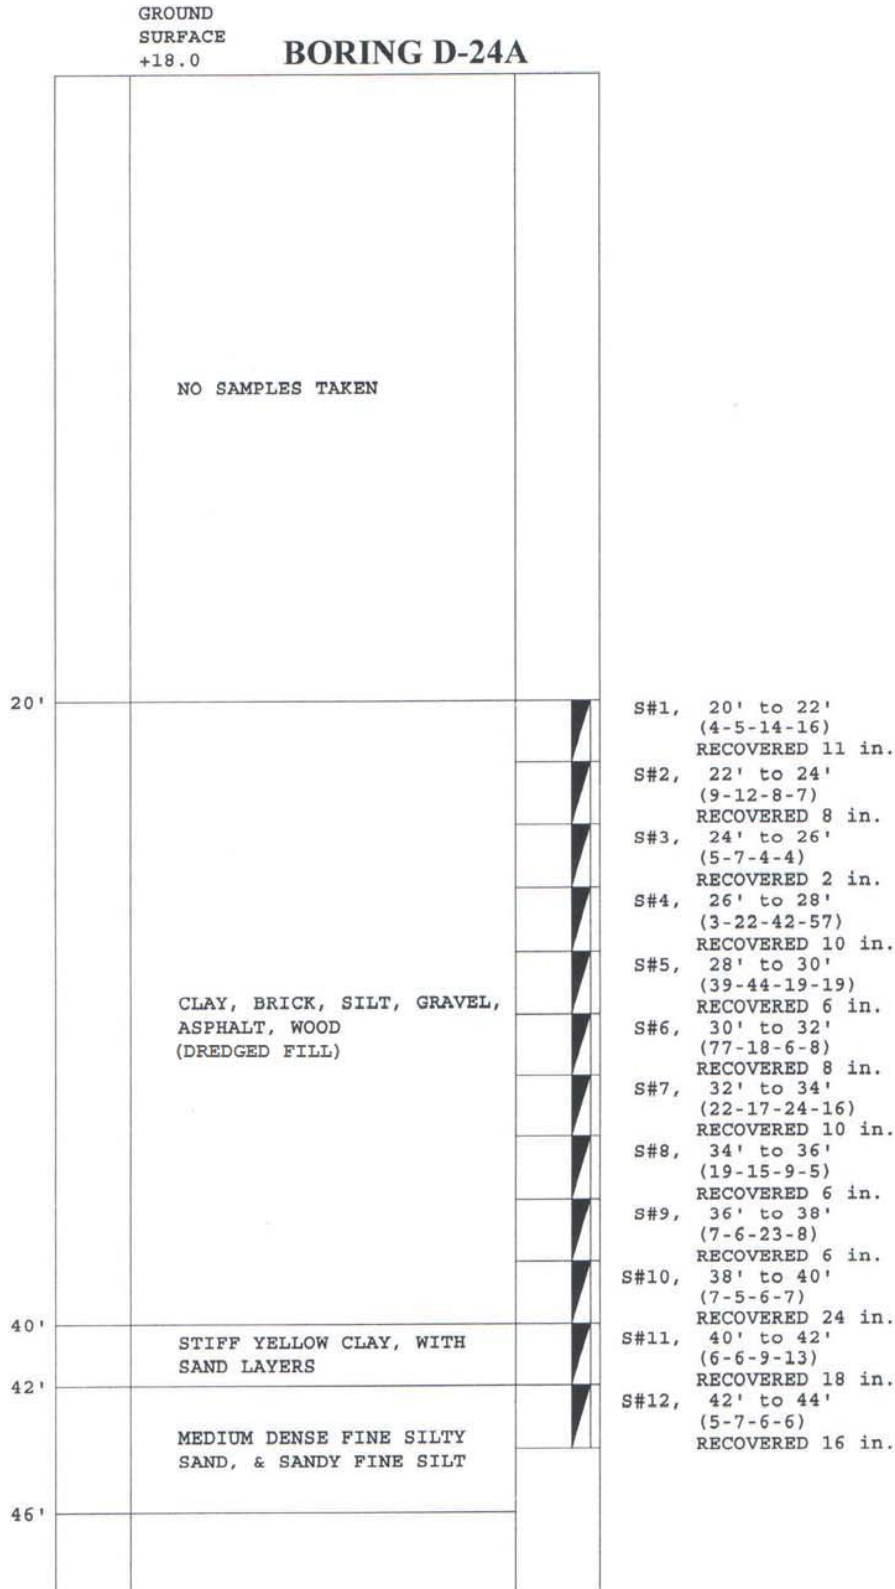 GROUND
SURFACE
+18.0
BORING D-24A
NO SAMPLES TAKEN
20'
S#1, 20' to 22'
(4-5-14-16)
RECOVERED 11 in.
S#2, 22' to 24'
(9-12-8-7)
RECOVERED 8 in.
S#3, 24' to 26'
(5-7-4-4)
RECOVERED 2 in.
S#4, 26' to 28'
(3-22-42-57)
RECOVERED 10 in.
S#5, 28' to 30'
(39-44-19-19)
RECOVERED 6 in.
CLAY, BRICK, SILT, GRAVEL,
ASPHALT, WOOD
(DREDGED FILL)
S#6, 30' to 32'
(77-18-6-8)
RECOVERED 8 in.
S#7, 32' to 34'
(22-17-24-16)
RECOVERED 10 in.
S#8, 34' to 36'
(19-15-9-5)
RECOVERED 6 in.
S#9, 36' to 38'
(7-6-23-8)
RECOVERED 6 in.
S#10, 38' to 40'
(7-5-6-7)
RECOVERED 24 in.
40'
STIFF YELLOW CLAY, WITH
SAND LAYERS
S#11, 40' to 42'
(6-6-9-13)
RECOVERED 18 in.
42'
S#12, 42' to 44'
(5-7-6-6)
RECOVERED 16 in.
MEDIUM DENSE FINE SILTY
SAND, & SANDY FINE SILT
46'